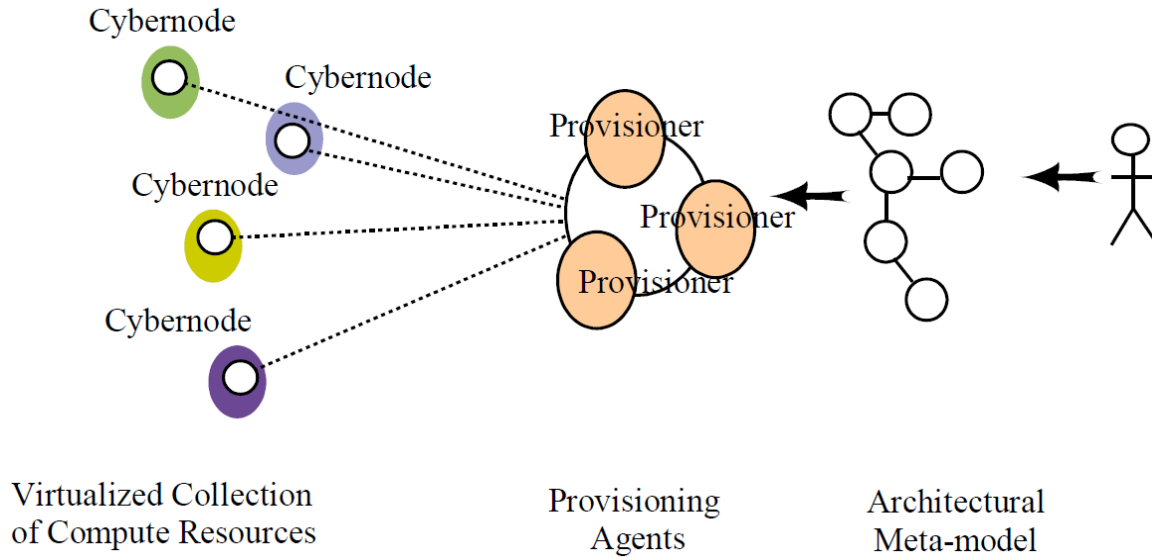 Cybernode
Cybernode
Cybernode
Cybernode
Provisioner
Provisioner
Provisioner
Virtualized Collection
of Compute Resources
Provisioning
Agents
Architectural
Meta-model